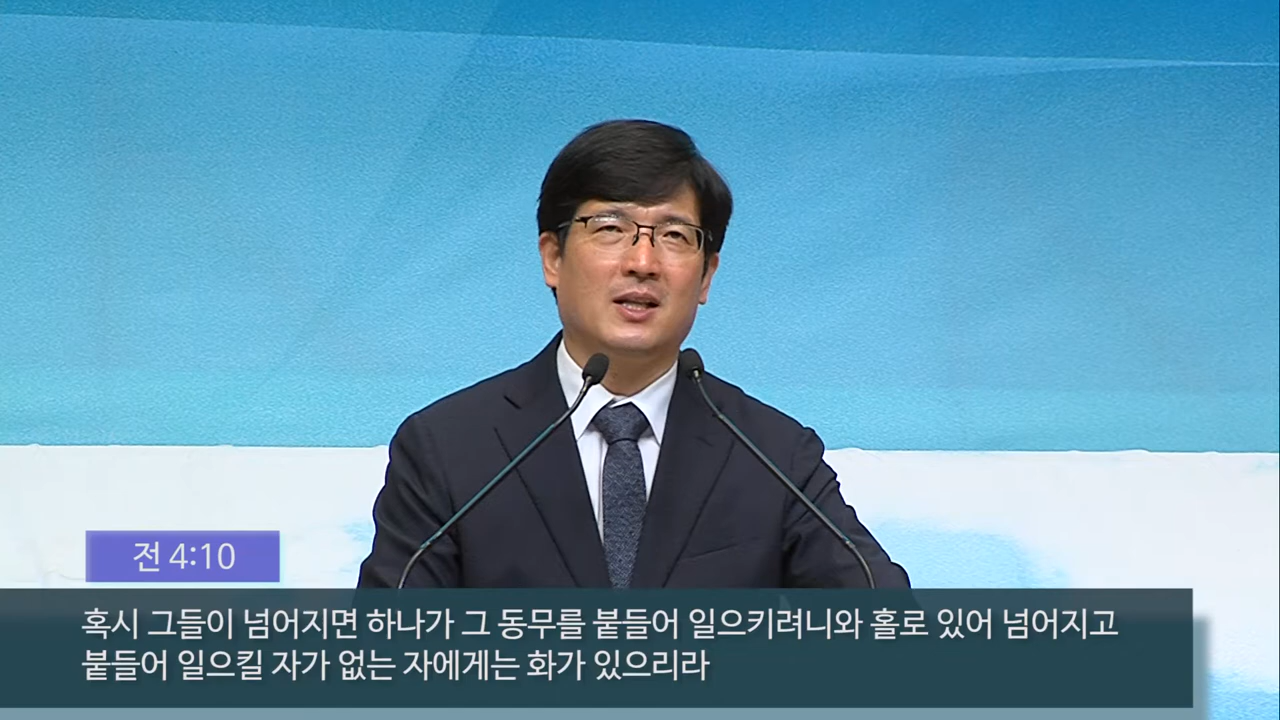 전 4:10
혹시 그들이 넘어지면 하나가 그 동무를 붙들어 일으키려니와 홀로 있어 넘어지고
붙들어 일으킬 자가 없는 자에게는 화가 있으리라